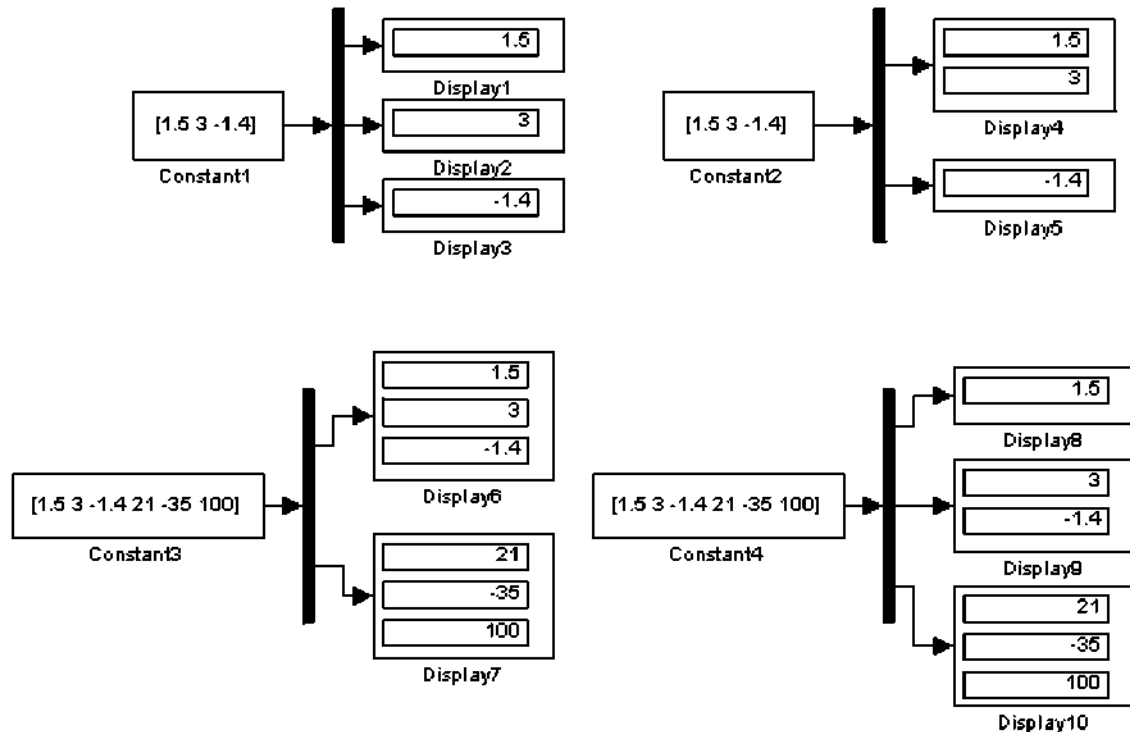 1.5
Display1
[1.5 3 -1.4]
Constant1
3
Display2
-1.4
Display3
[1.5 3 -1.4]
Constant2
1.5
3
Display4
-1.4
Display5
[1.5 3 -1.4 21 -35 100]
Constant3
1.5
3
-1.4
Display6
21
-35
100
Display7
[1.5 3 -1.4 21 -35 100]
Constant4
1.5
Display8
3
-1.4
Display9
21
-35
100
Display10